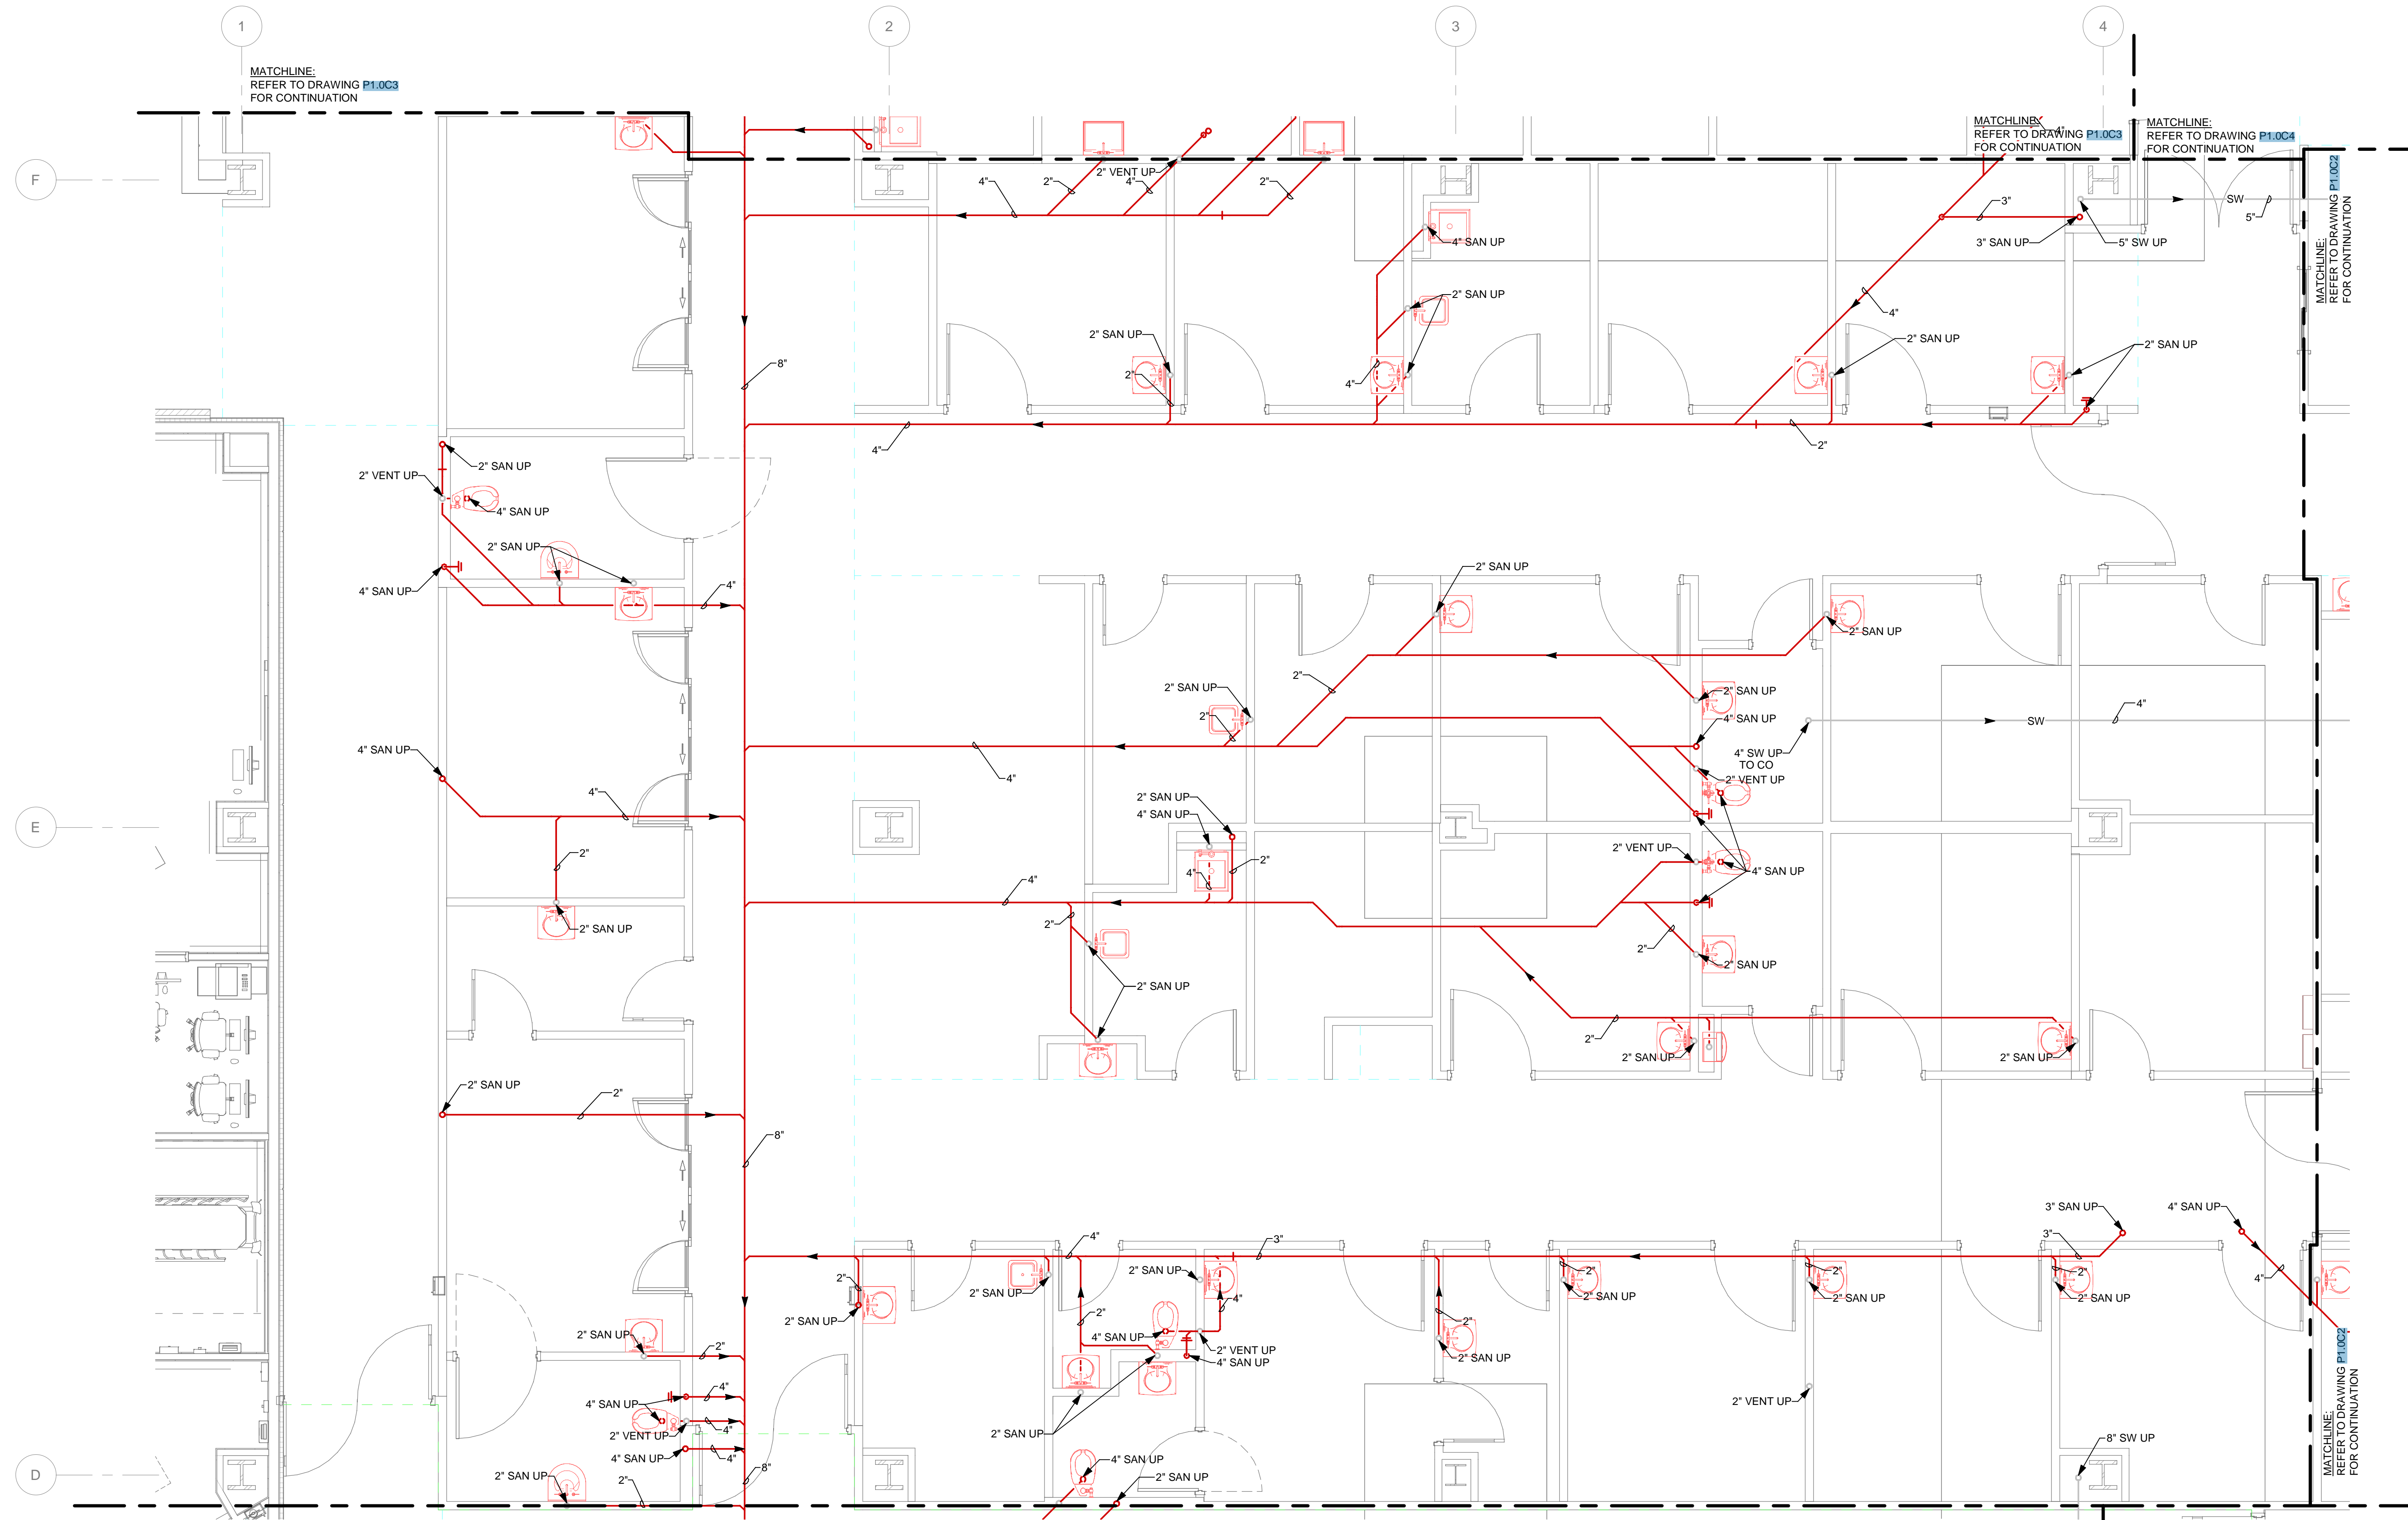 1
2
3
4
MATCHLINE:
REFER TO DRAWING P1.0C3
FOR CONTINUATION
MATCHLINE:
REFER TO DRAWING P1.0C3
FOR CONTINUATION
4"
MATCHLINE:
REFER TO DRAWING P1.0C4
FOR CONTINUATION
MATCHLINE:
REFER TO DRAWING P1.0C2
FOR CONTINUATION
F
4"
2"
2" VENT UP
4"
2"
3"
SW
5"
4" SAN UP
3" SAN UP
5" SW UP
2" SAN UP
4"
2" SAN UP
2" SAN UP
2" SAN UP
8"
2"
4"
4"
2"
2" SAN UP
2" VENT UP
4" SAN UP
2" SAN UP
4" SAN UP
4"
2" SAN UP
2" SAN UP
2"
2" SAN UP
2"
2" SAN UP
4" SAN UP
4"
SW
4" SAN UP
4" SW UP
TO CO
2" VENT UP
4"
4"
2" SAN UP
4" SAN UP
E
2"
2"
2" VENT UP
4" SAN UP
4"
4"
2"
2" SAN UP
2"
2" SAN UP
2" SAN UP
2"
2" SAN UP
2" SAN UP
2" SAN UP
2"
8"
3" SAN UP
4" SAN UP
4"
3"
3"
2"
2" SAN UP
2"
2"
2"
4"
2" SAN UP
2" SAN UP
2" SAN UP
2" SAN UP
4"
2"
2" SAN UP
2"
2" SAN UP
2"
4" SAN UP
2" VENT UP
4" SAN UP
2" SAN UP
4"
4" SAN UP
2" VENT UP
2" VENT UP
4"
2" SAN UP
8" SW UP
4" SAN UP
4"
4" SAN UP
8"
D
2" SAN UP
2"
2" SAN UP
MATCHLINE:
REFER TO DRAWING P1.0C2
FOR CONTINUATION